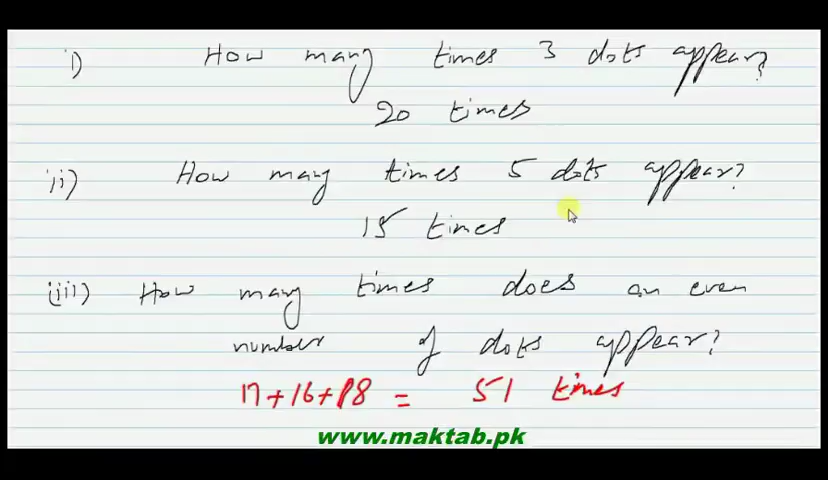 i) How many times 3 dots appear?
20 times
ii) How many times 5 dots appear?
15 times
(iii) How many times does an even
number of dots appear?
17+16+18 = 51 times
www.maktab.pk